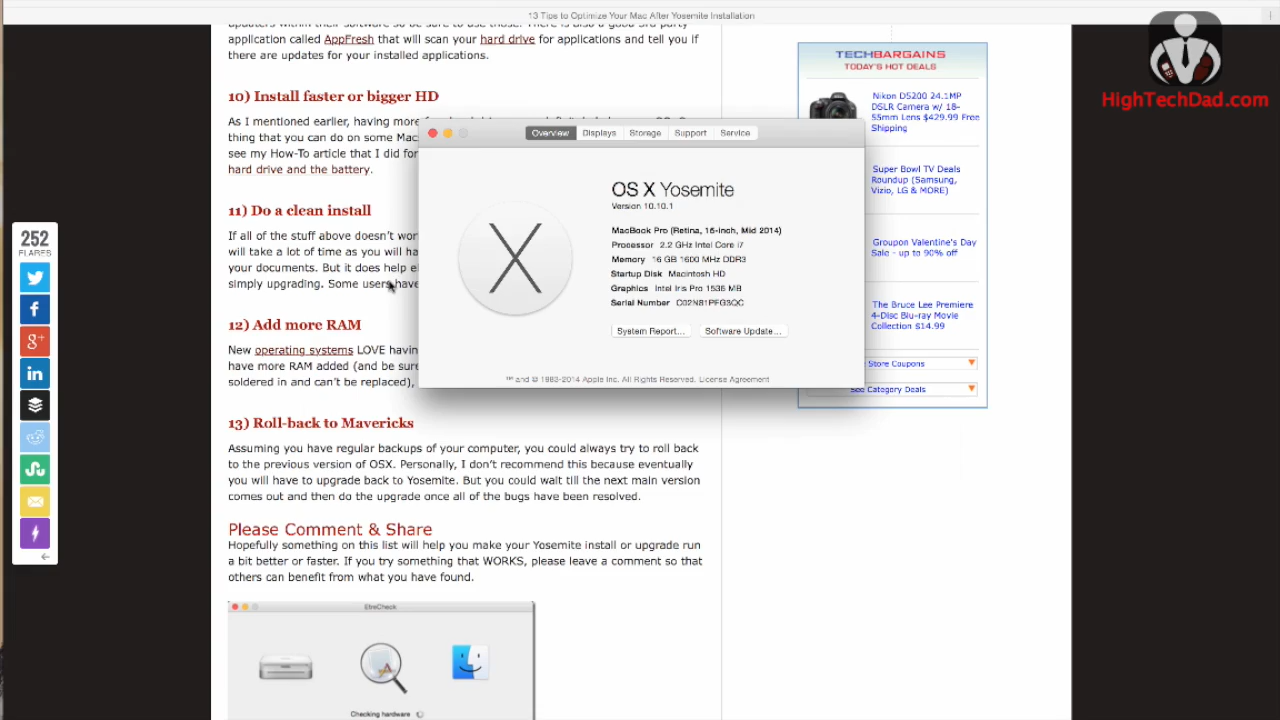 13 Tips to Optimize Your Mac After Yosemite Installation
HighTechDad.com
updaters within their software so be sure to use those. There is also a good 3rd party
application called AppFresh that will scan your hard drive for applications and tell you if
there are updates for your installed applications.
10) Install faster or bigger HD
As I mentioned earlier, having more
thing that you can do on some Mac
see my How-To article that I did for
hard drive and the battery.
11) Do a clean install
If all of the stuff above doesn't wor
will take a lot of time as you will ha
your documents. But it does help e
simply upgrading. Some users have
12) Add more RAM
New operating systems LOVE havin
have more RAM added (and be sure
soldered in and can't be replaced),
13) Roll-back to Mavericks
Assuming you have regular backups of your computer, you could always try to roll back
to the previous version of OSX. Personally, I don't recommend this because eventually
you will have to upgrade back to Yosemite. But you could wait till the next main version
comes out and then do the upgrade once all of the bugs have been resolved.
Please Comment & Share
Hopefully something on this list will help you make your Yosemite install or upgrade run
a bit better or faster. If you try something that WORKS, please leave a comment so that
others can benefit from what you have found.
EtreCheck
Checking hardware
Overview Displays Storage Support Service
OS X Yosemite
Version 10.10.1
MacBook Pro (Retina, 15-inch, Mid 2014)
Processor 2.2 GHz Intel Core i7
Memory 16 GB 1600 MHz DDR3
Startup Disk Macintosh HD
Graphics Intel Iris Pro 1536 MB
Serial Number
System Report... Software Update...
™ and © 1983-2014 Apple Inc. All Rights Reserved. License Agreement
TECHBARGAINS
TODAY'S HOT DEALS
Nikon D5200 24.1MP
DSLR Camera w/ 18-
55mm Lens $429.99 Free
Shipping
Super Bowl TV Deals
Roundup (Samsung,
Vizio, LG & MORE)
Groupon Valentine's Day
Sale - up to 90% off
The Bruce Lee Premiere
4-Disc Blu-ray Movie
Collection $14.99
Store Coupons
See Category Deals
252
FLARES